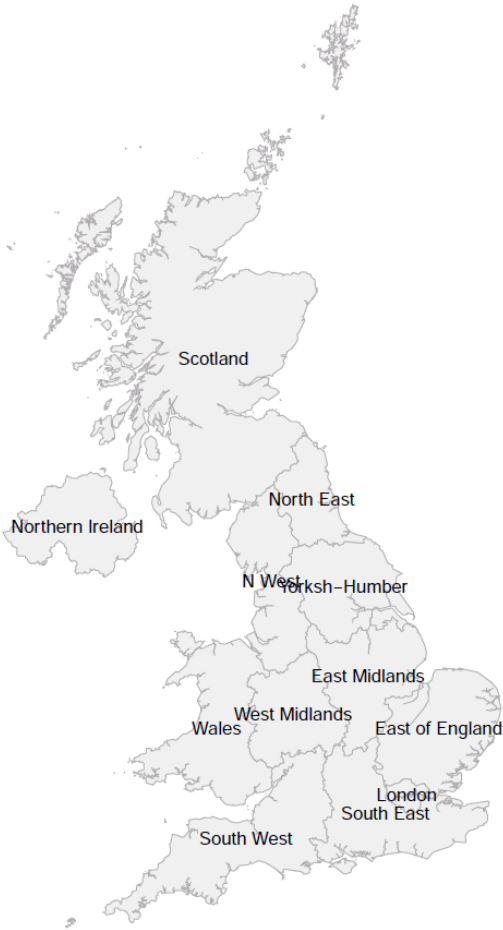 Scotland
North East
Northern Ireland
N West
Yorksh−Humber
East Midlands
West Midlands
Wales
East of England
London
South East
South West